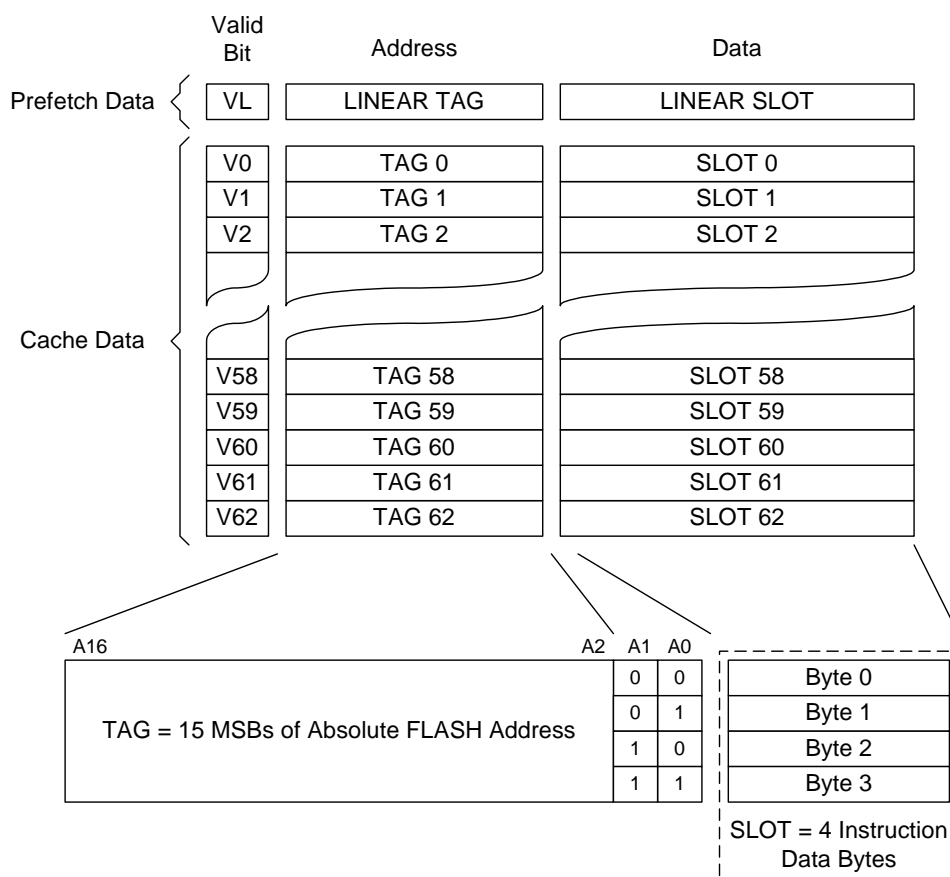 Valid
Bit
Address
Data
Prefetch Data
VL
LINEAR TAG
LINEAR SLOT
Cache Data
V0
TAG 0
SLOT 0
V1
TAG 1
SLOT 1
V2
TAG 2
SLOT 2
V58
TAG 58
SLOT 58
V59
TAG 59
SLOT 59
V60
TAG 60
SLOT 60
V61
TAG 61
SLOT 61
V62
TAG 62
SLOT 62
A16
A2
A1
A0
TAG = 15 MSBs of Absolute FLASH Address
0
0
Byte 0
0
1
Byte 1
1
0
Byte 2
1
1
Byte 3
SLOT = 4 Instruction
Data Bytes